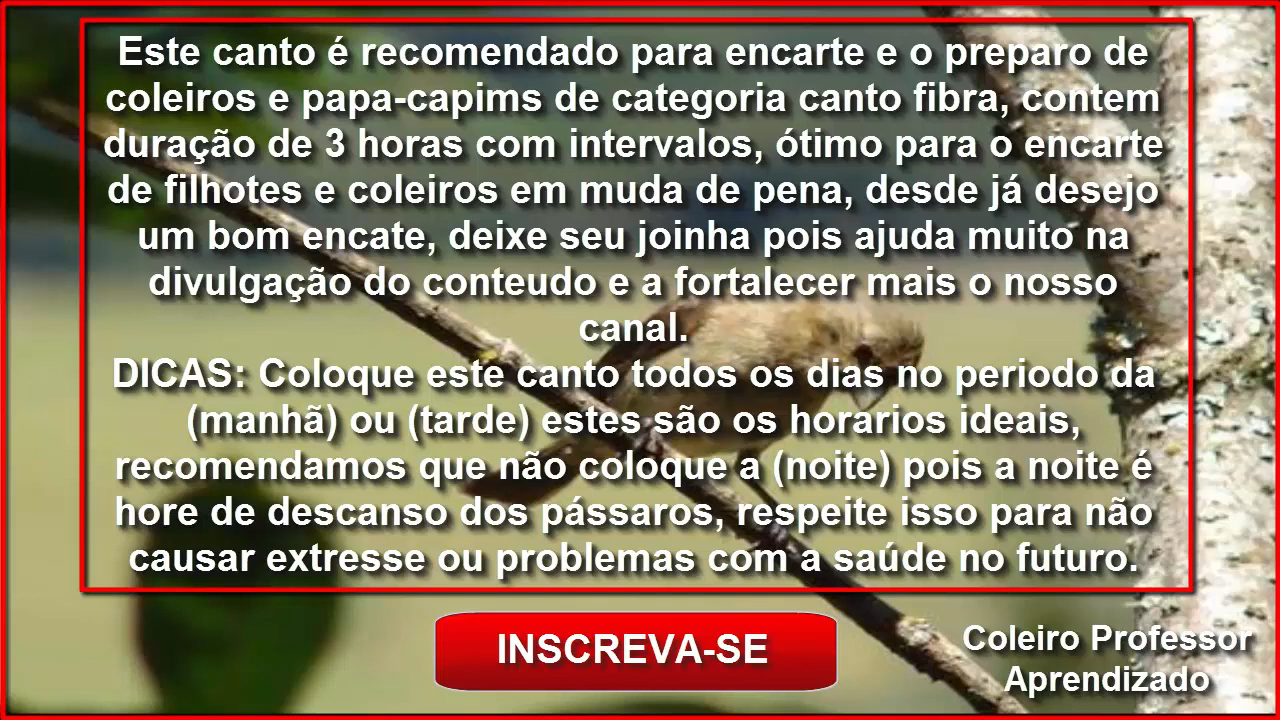 Este canto é recomendado para encarte e o preparo de
coleiros e papa-capims de categoria canto fibra, contem
duração de 3 horas com intervalos, ótimo para o encarte
de filhotes e coleiros em muda de pena, desde já desejo
um bom encate, deixe seu joinha pois ajuda muito na
divulgação do conteudo e a fortalecer mais o nosso
canal.
DICAS: Coloque este canto todos os dias no periodo da
(manhã) ou (tarde) estes são os horarios ideais,
recomendamos que não coloque a (noite) pois a noite é
hore de descanso dos pássaros, respeite isso para não
causar extresse ou problemas com a saúde no futuro.
INSCREVA-SE
Coleiro Professor
Aprendizado